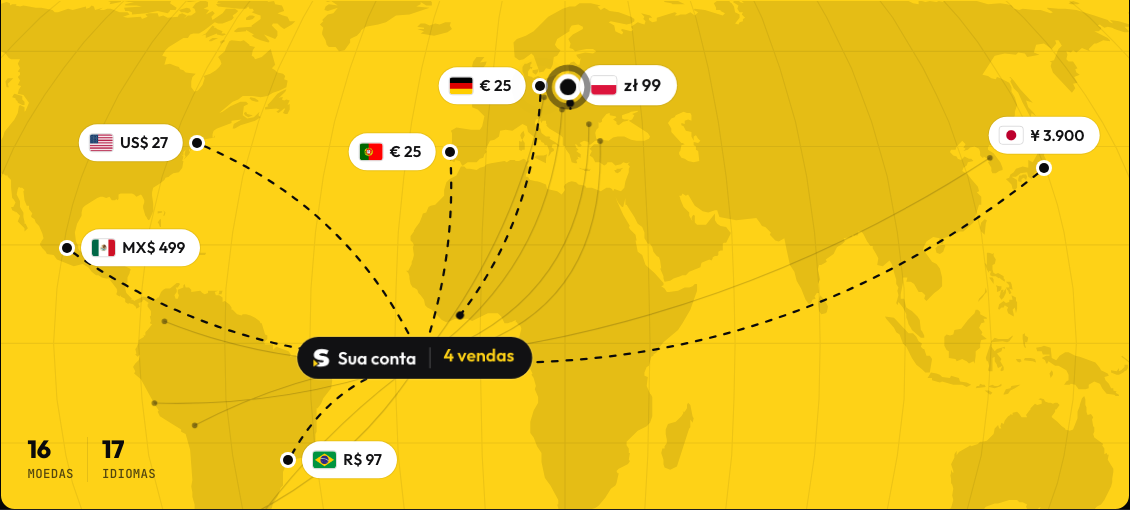 € 25
zł 99
US$ 27
€ 25
¥ 3.900
MX$ 499
S Sua conta
4 vendas
R$ 97
16
MOEDAS
17
IDIOMAS